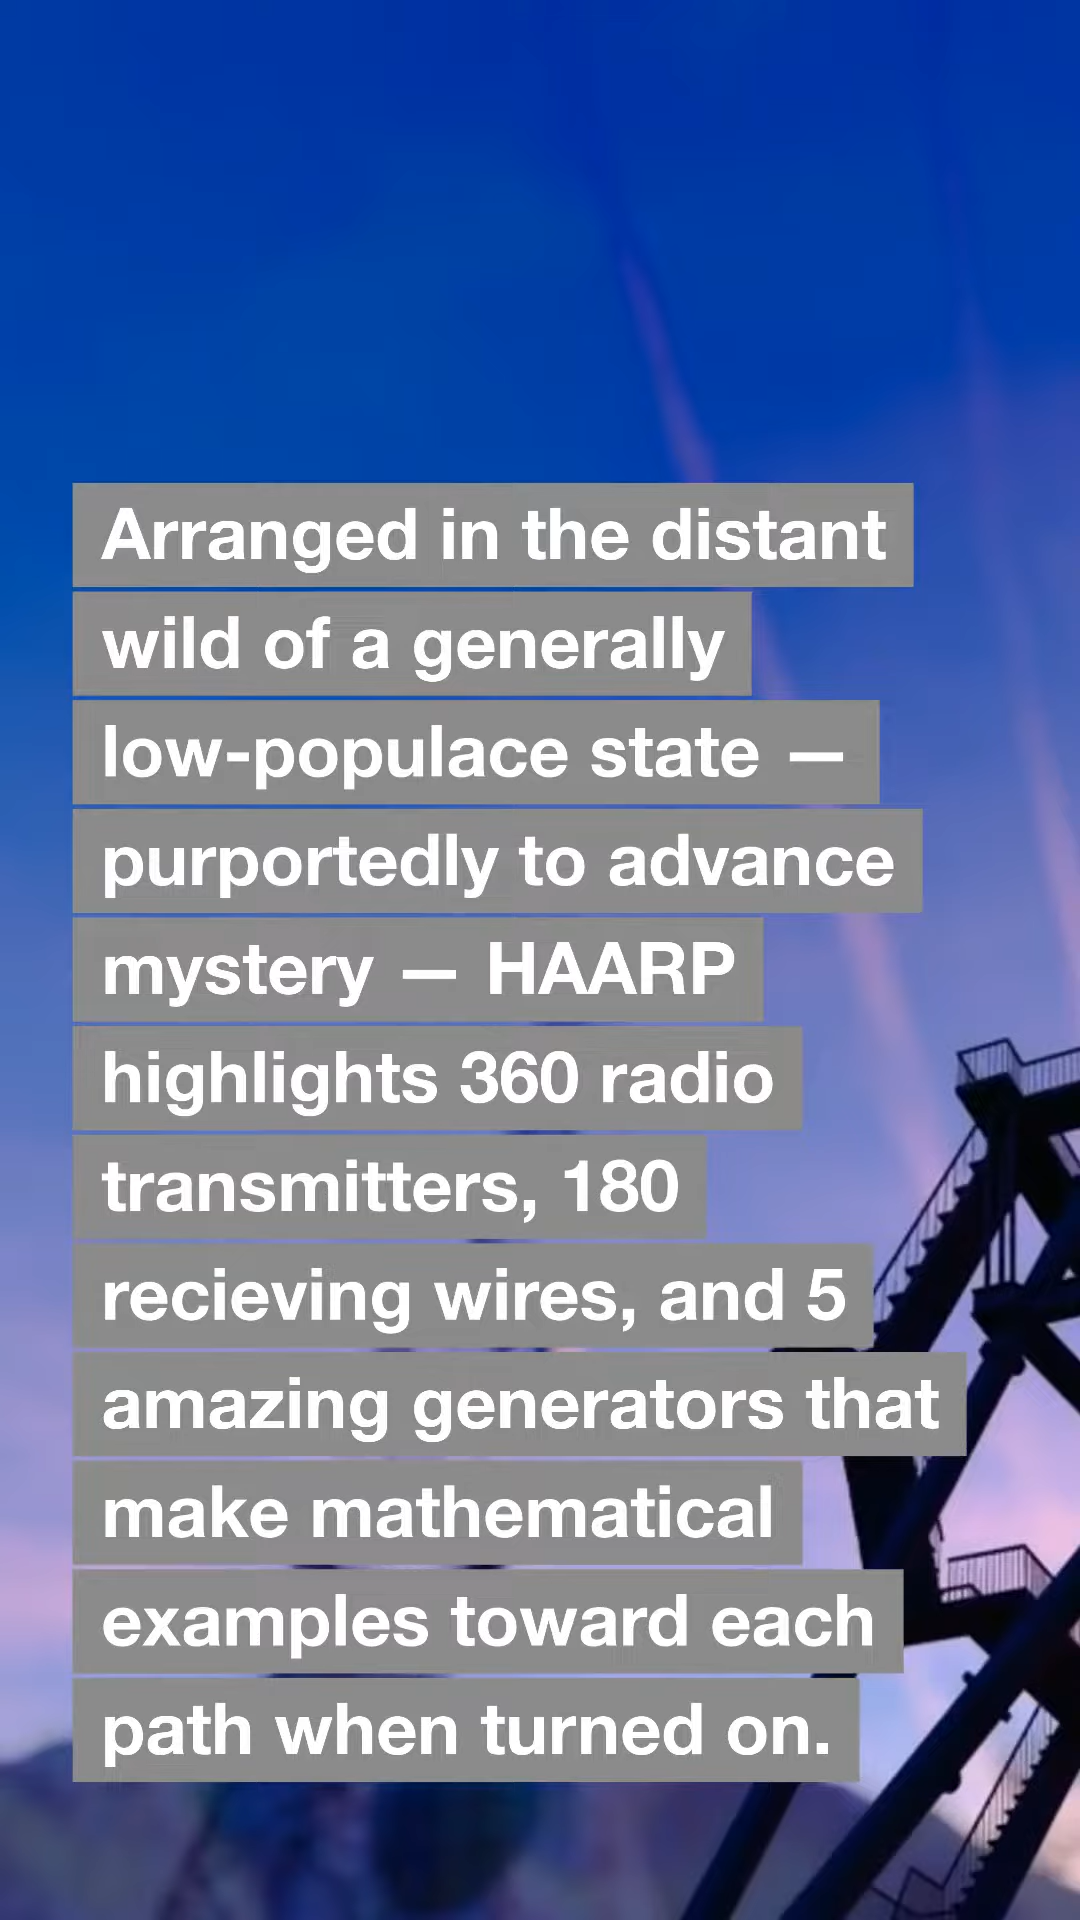 Arranged in the distant
wild of a generally
low-populace state —
purportedly to advance
mystery — HAARP
highlights 360 radio
transmitters, 180
recieving wires, and 5
amazing generators that
make mathematical
examples toward each
path when turned on.